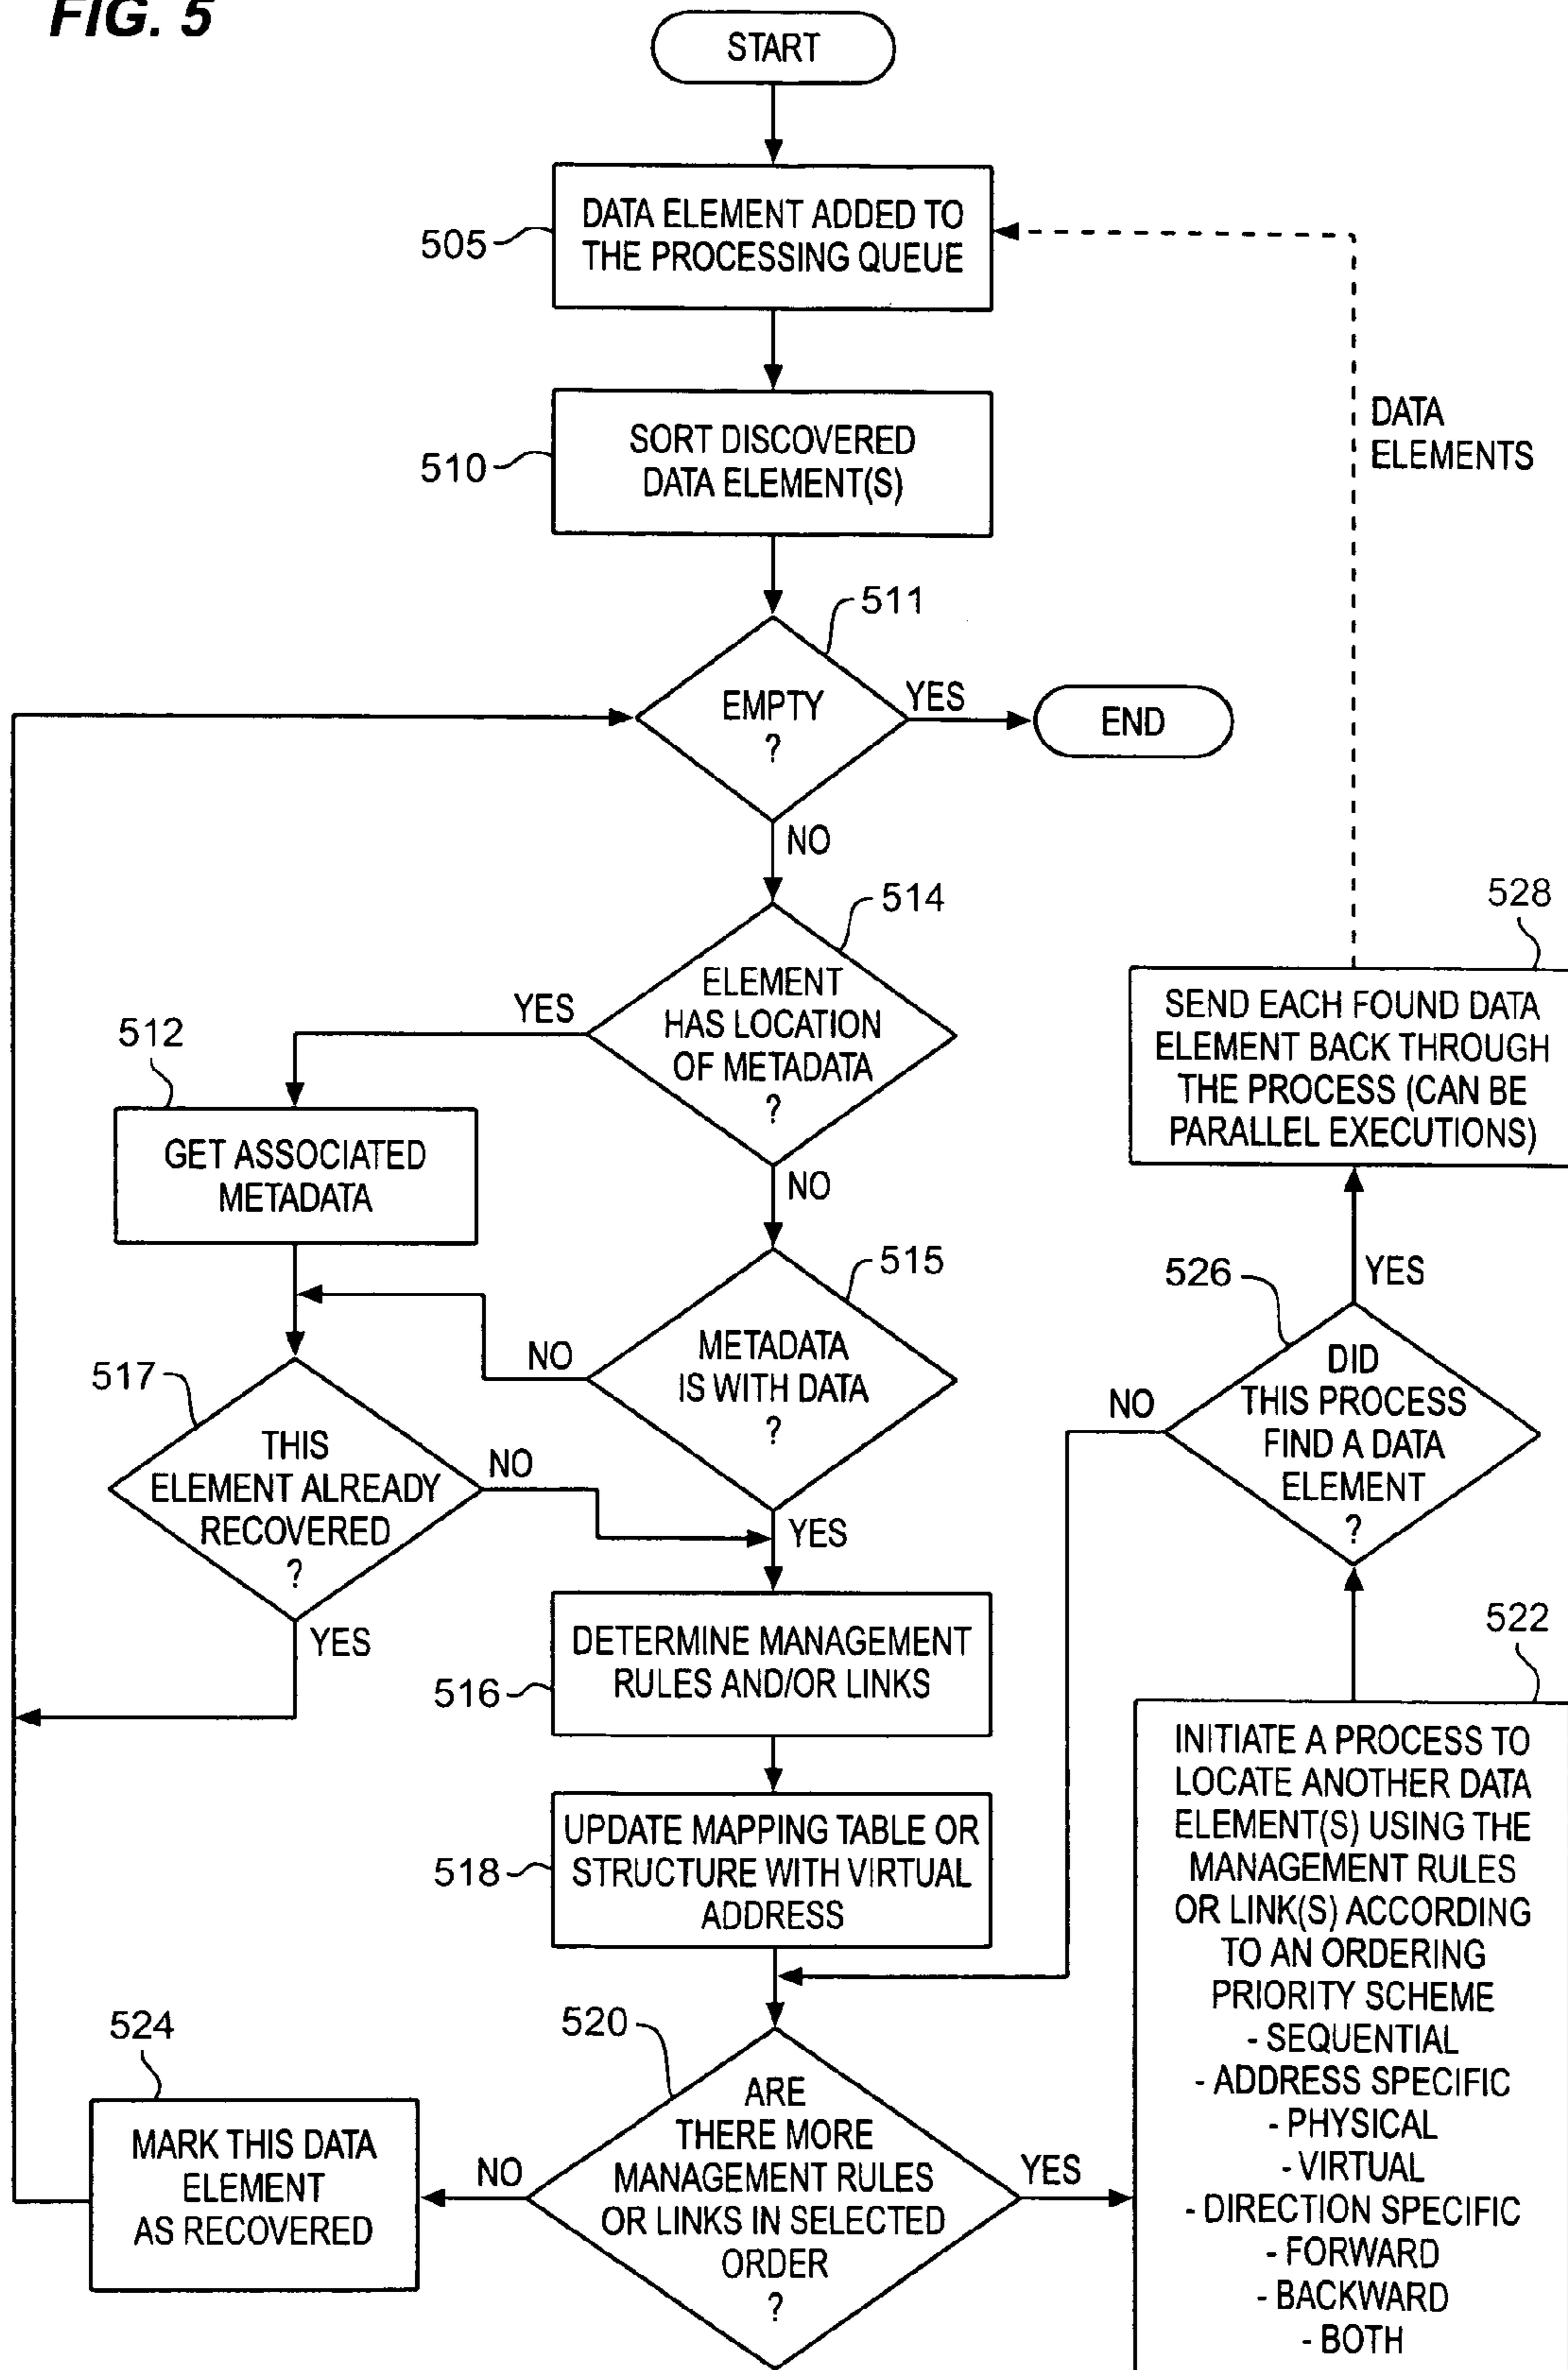 FIG. 5
START
505
DATA ELEMENT ADDED TO
THE PROCESSING QUEUE
510
SORT DISCOVERED
DATA ELEMENT(S)
DATA
ELEMENTS
511
EMPTY
?
YES
END
NO
514
ELEMENT
HAS LOCATION
OF METADATA
?
YES
NO
512
GET ASSOCIATED
METADATA
515
METADATA
IS WITH DATA
?
NO
YES
517
THIS
ELEMENT ALREADY
RECOVERED
?
NO
YES
516
DETERMINE MANAGEMENT
RULES AND/OR LINKS
518
UPDATE MAPPING TABLE OR
STRUCTURE WITH VIRTUAL
ADDRESS
520
ARE
THERE MORE
MANAGEMENT RULES
OR LINKS IN SELECTED
ORDER
?
NO
YES
524
MARK THIS DATA
ELEMENT
AS RECOVERED
522
INITIATE A PROCESS TO
LOCATE ANOTHER DATA
ELEMENT(S) USING THE
MANAGEMENT RULES
OR LINK(S) ACCORDING
TO AN ORDERING
PRIORITY SCHEME
- SEQUENTIAL
- ADDRESS SPECIFIC
- PHYSICAL
- VIRTUAL
- DIRECTION SPECIFIC
- FORWARD
- BACKWARD
- BOTH
526
DID
THIS PROCESS
FIND A DATA
ELEMENT
?
NO
YES
528
SEND EACH FOUND DATA
ELEMENT BACK THROUGH
THE PROCESS (CAN BE
PARALLEL EXECUTIONS)